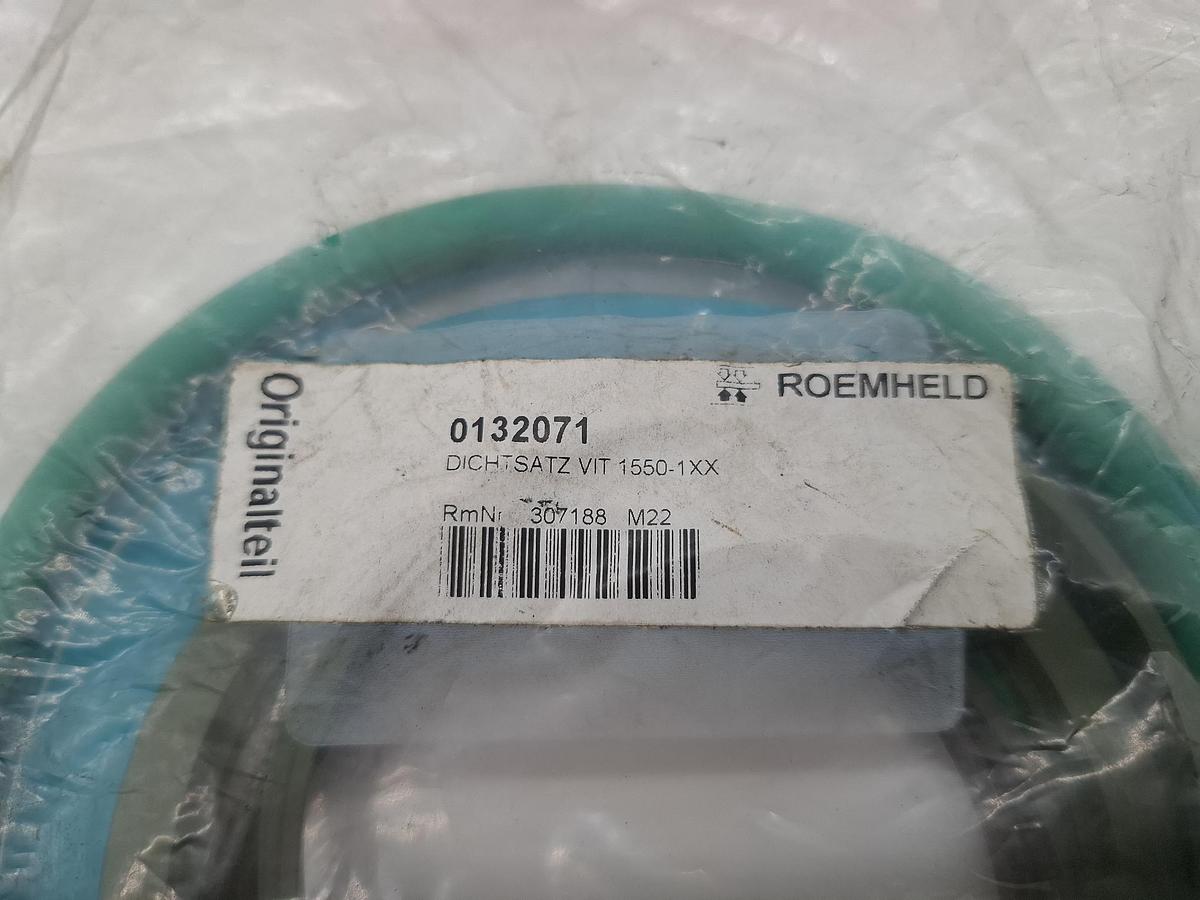 Originalteil
ROEMHELD
0132071
DICHTSATZ VIT 1550-1XX
RmNr 307188 M22